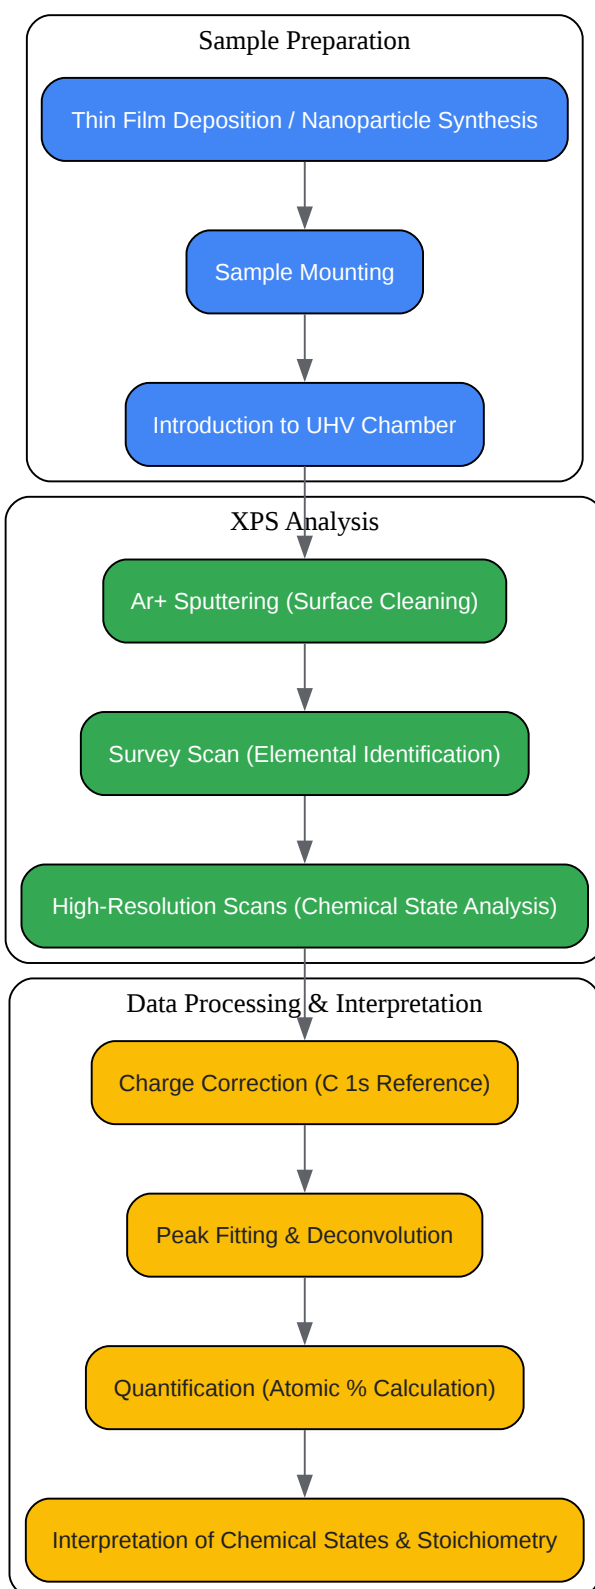 Sample Preparation
Thin Film Deposition / Nanoparticle Synthesis
Sample Mounting
Introduction to UHV Chamber
XPS Analysis
Ar+ Sputtering (Surface Cleaning)
Survey Scan (Elemental Identification)
High-Resolution Scans (Chemical State Analysis)
Data Processing & Interpretation
Charge Correction (C 1s Reference)
Peak Fitting & Deconvolution
Quantification (Atomic % Calculation)
Interpretation of Chemical States & Stoichiometry